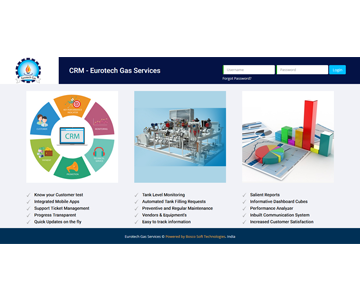 CRM - Eurotech Gas Services
Username
Password
Login
Forgot Password?
CRM
Know your Customer test
Integrated Mobile Apps
Support Ticket Management
Progress Transparent
Quick Updates on the fly
Tank Level Monitoring
Automated Tank Filling Requests
Preventive and Regular Maintenance
Vendors & Equipment's
Easy to track information
Salient Reports
Informative Dashboard Cubes
Performance Analyzer
Inbuilt Communication System
Increased Customer Satisfaction
Eurotech Gas Services © Powered by Bixxa Soft Technologies, India